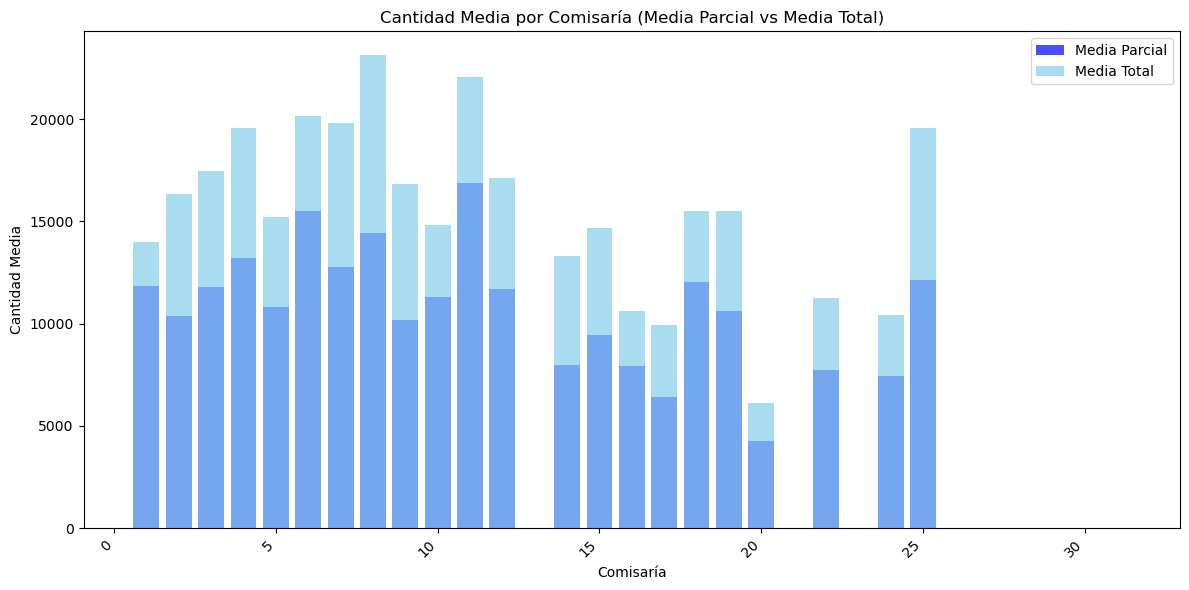 Cantidad Media por Comisaría (Media Parcial vs Media Total)
Media Parcial
Media Total
Cantidad Media
20000
15000
10000
5000
0
0
5
10
15
20
25
30
Comisaría